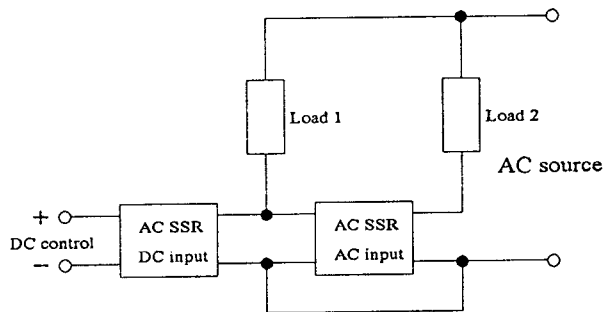 Load 1
Load 2
AC source
+
DC control
−
AC SSR
DC input
AC SSR
AC input